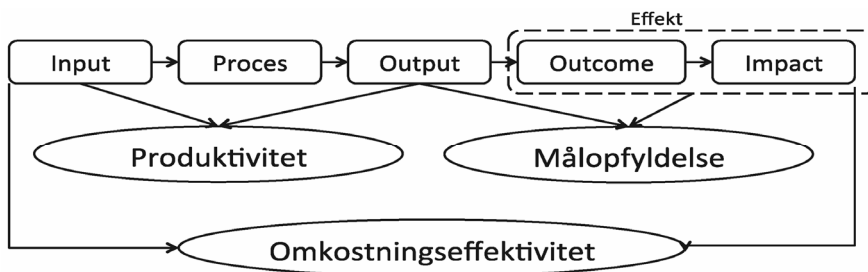 Effekt
Input
Proces
Output
Outcome
Impact
Produktivitet
Målopfyldelse
Omkostningseffektivitet